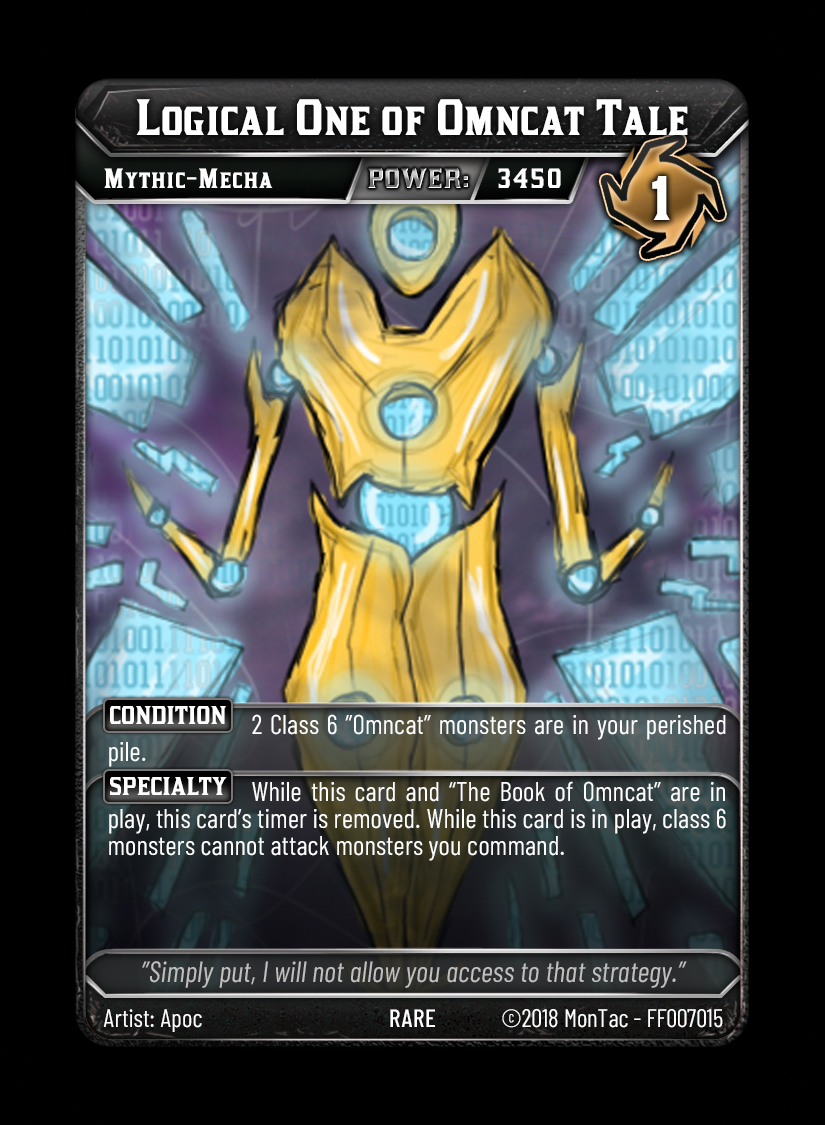 Logical One of Omncat Tale
Mythic-Mecha POWER: 3450 1
CONDITION 2 Class 6 "Omncat" monsters are in your perished
pile.
SPECIALTY While this card and "The Book of Omncat" are in
play, this card's timer is removed. While this card is in play, class 6
monsters cannot attack monsters you command.
"Simply put, I will not allow you access to that strategy."
Artist: Apoc RARE ©2018 MonTac - FF007015